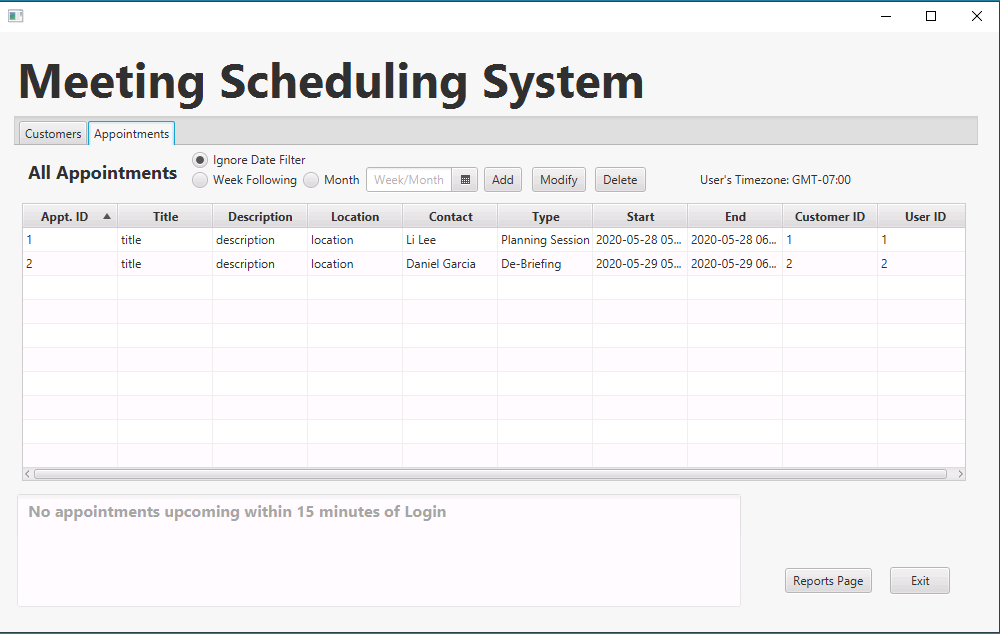 Meeting Scheduling System
Customers Appointments
All Appointments
Ignore Date Filter
Week Following Month Week/Month Add Modify Delete User's Timezone: GMT-07:00
Appt. ID Title Description Location Contact Type Start End Customer ID User ID
1 title description location Li Lee Planning Session 2020-05-28 05... 2020-05-28 06... 1 1
2 title description location Daniel Garcia De-Briefing 2020-05-29 05... 2020-05-29 06... 2 2
No appointments upcoming within 15 minutes of Login
Reports Page Exit